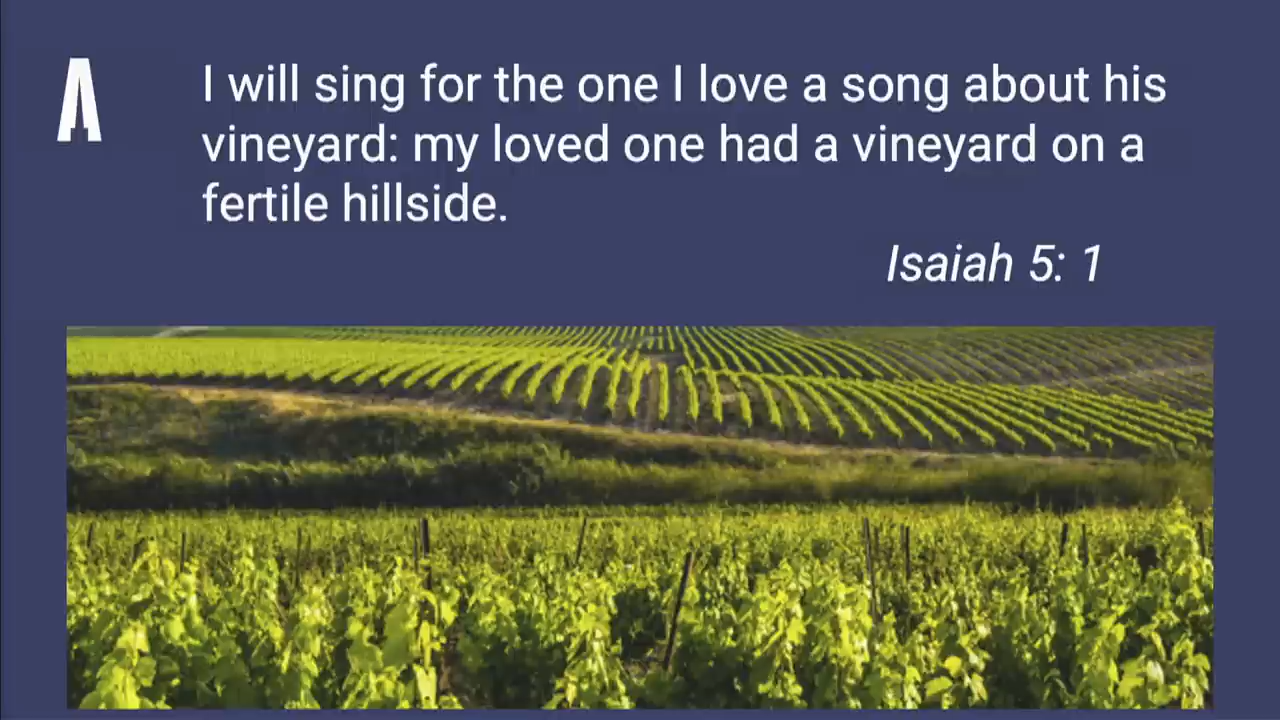 A
I will sing for the one I love a song about his
vineyard: my loved one had a vineyard on a
fertile hillside.
Isaiah 5: 1